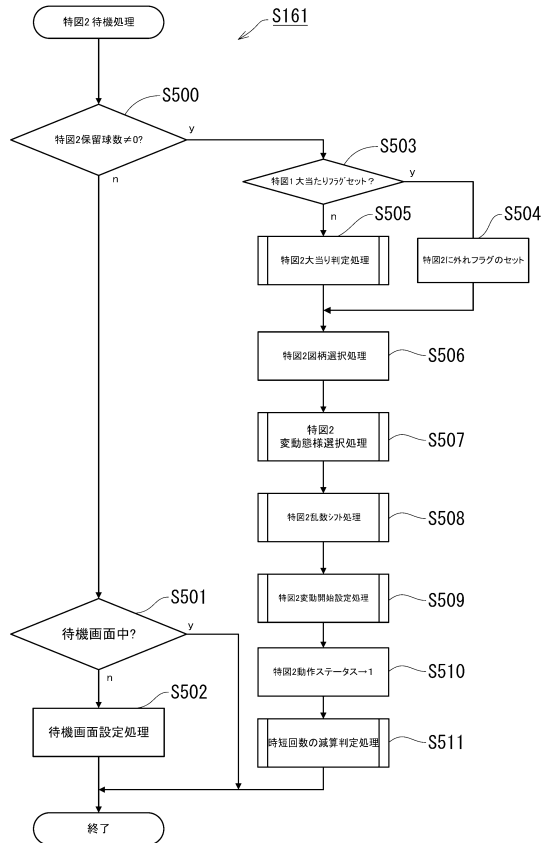 特図2 待機処理
S161
S500
特図2保留球数≠0?
y
n
S503
特図1 大当たりフラグセット?
y
n
S505
S504
特図2大当り判定処理
特図2に外れフラグのセット
特図2図柄選択処理
S506
特図2
変動態様選択処理
S507
特図2乱数シフト処理
S508
特図2変動開始設定処理
S509
S501
待機画面中?
y
n
特図2動作ステータス→1
S510
S502
待機画面設定処理
時短回数の減算判定処理
S511
終了